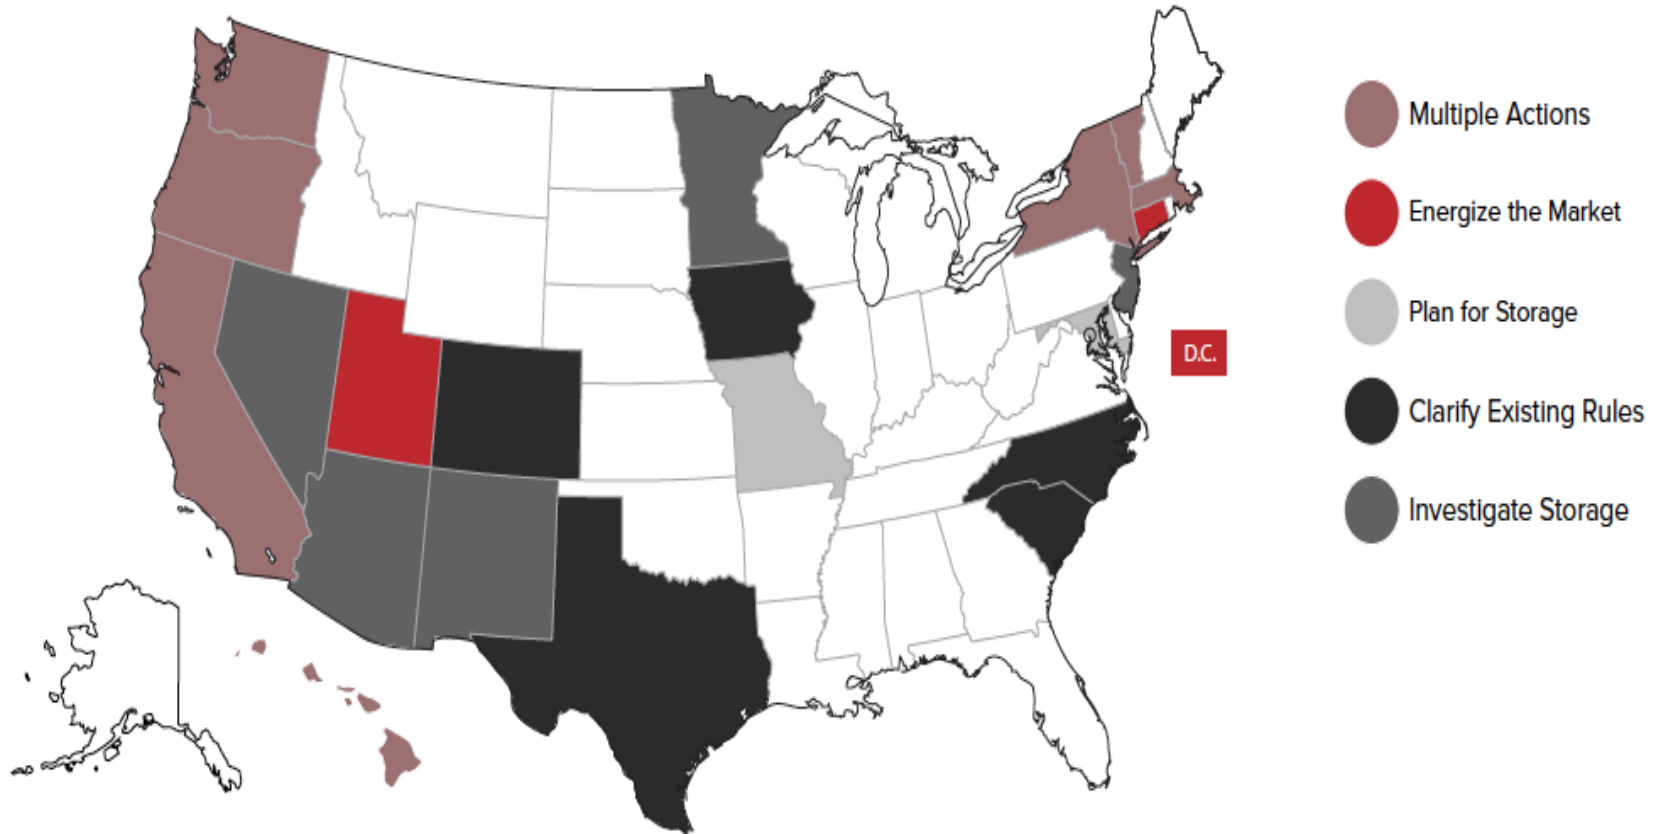 Multiple Actions
Energize the Market
Plan for Storage
D.C.
Clarify Existing Rules
Investigate Storage